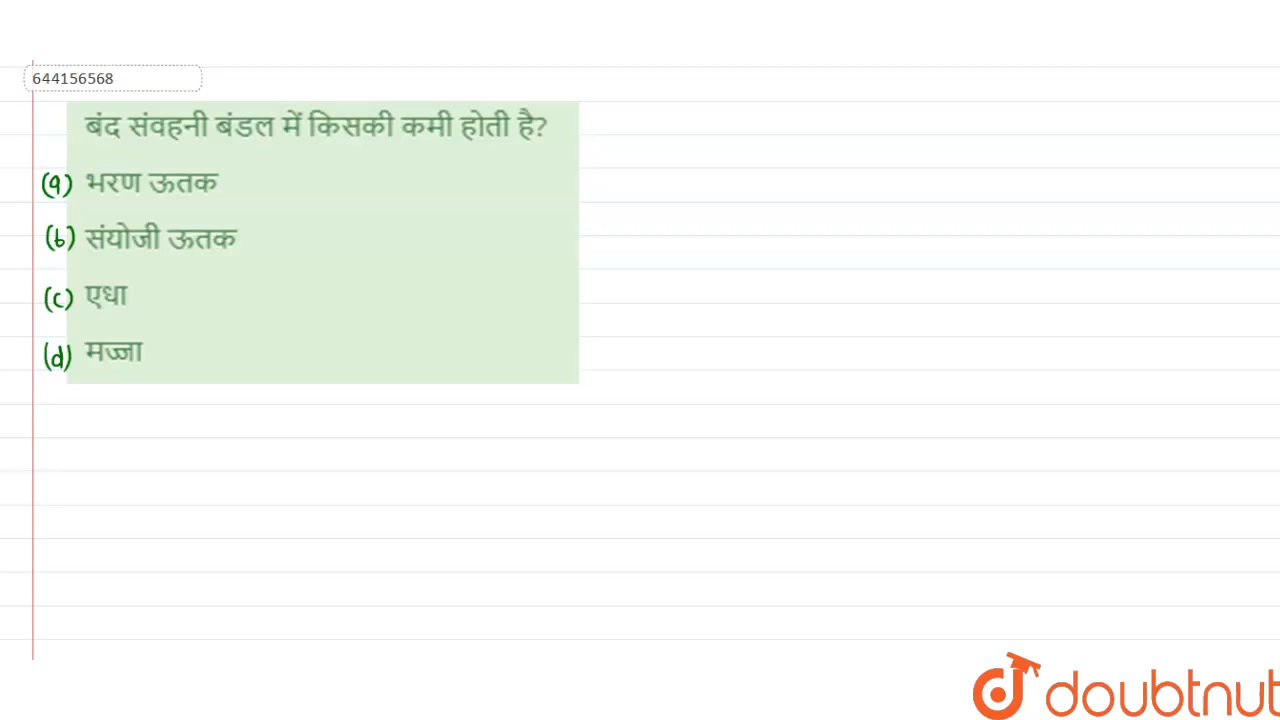 644156568
बंद संवहनी बंडल में किसकी कमी होती है?
(a) भरण ऊतक
(b) संयोजी ऊतक
(c) एधा
(d) मज्जा
doubtnut